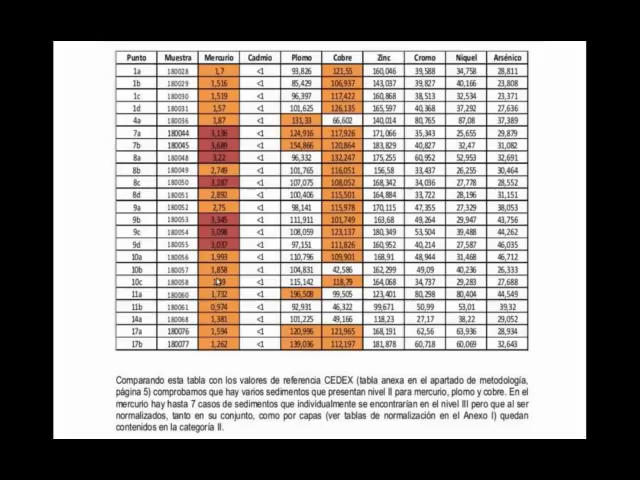 Punto Muestra Mercurio Cadmio Plomo Cobre Zinc Cromo Niquel Arsénico
1a 180028 1,7 <1 93,826 121,55 160,046 39,588 34,758 28,811
1b 180029 1,516 <1 85,429 106,937 143,037 39,827 40,166 23,808
1c 180030 1,519 <1 96,397 117,422 160,868 38,513 32,534 23,371
1d 180031 1,57 <1 101,625 126,135 165,597 40,368 37,292 27,636
4a 180036 1,87 <1 131,33 66,602 140,014 80,765 87,08 37,389
7a 180044 3,136 <1 124,916 117,926 171,066 35,343 25,655 29,879
7b 180045 3,689 <1 154,866 120,864 183,829 40,827 32,47 31,082
8a 180048 3,22 <1 96,332 132,247 175,255 60,952 52,953 32,691
8b 180049 2,749 <1 101,765 116,051 156,58 33,437 26,255 30,464
8c 180050 3,287 <1 107,075 108,052 168,342 34,036 27,778 28,552
8d 180051 2,892 <1 100,406 115,501 164,884 33,722 28,196 31,151
9a 180052 2,75 <1 98,141 115,978 170,115 47,355 27,329 38,053
9b 180053 3,345 <1 111,911 101,749 163,68 49,264 29,947 43,756
9c 180054 3,098 <1 108,059 123,137 180,349 53,504 39,488 44,262
9d 180055 3,037 <1 97,151 111,826 160,952 40,214 27,587 46,035
10a 180056 1,993 <1 110,796 109,901 168,91 48,944 31,468 46,712
10b 180057 1,858 <1 104,831 42,586 162,299 49,09 40,236 26,333
10c 180058 <1 115,142 118,79 164,068 34,737 29,283 27,688
11a 180060 1,732 <1 196,508 99,505 123,401 80,298 80,404 44,549
11b 180061 0,974 <1 92,931 46,322 99,671 50,99 53,01 39,32
14a 180068 1,381 <1 101,225 49,166 118,23 27,17 38,22 29,052
17a 180076 1,594 <1 120,996 121,965 168,191 62,56 63,936 28,934
17b 180077 1,262 <1 139,036 112,197 181,878 60,718 60,069 32,643
Comparando esta tabla con los valores de referencia CEDEX (tabla anexa en el apartado de metodología,
página 5) comprobamos que hay varios sedimentos que presentan nivel II para mercurio, plomo y cobre. En el
mercurio hay hasta 7 casos de sedimentos que individualmente se encontrarían en el nivel III pero que al ser
normalizados, tanto en su conjunto, como por capas (ver tablas de normalización en el Anexo I) quedan
contenidos en la categoría II.